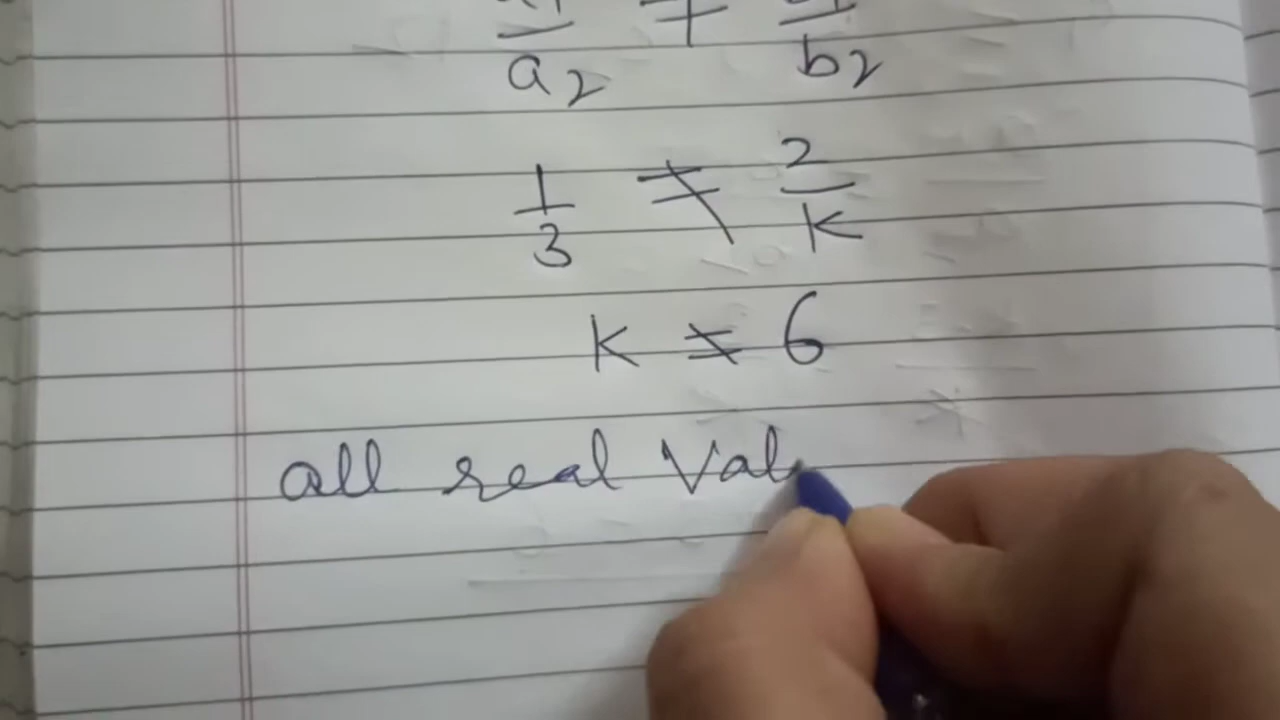 a2 ≠ b2
1/3 ≠ 2/K
K ≠ 6
all real Val